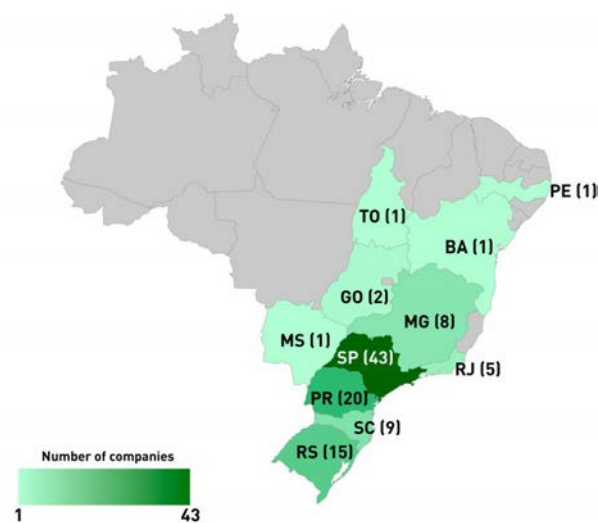 PE (1)
TO (1)
BA (1)
GO (2)
MG (8)
MS (1)
SP (43)
RJ (5)
PR (20)
SC (9)
RS (15)
Number of companies
1 43